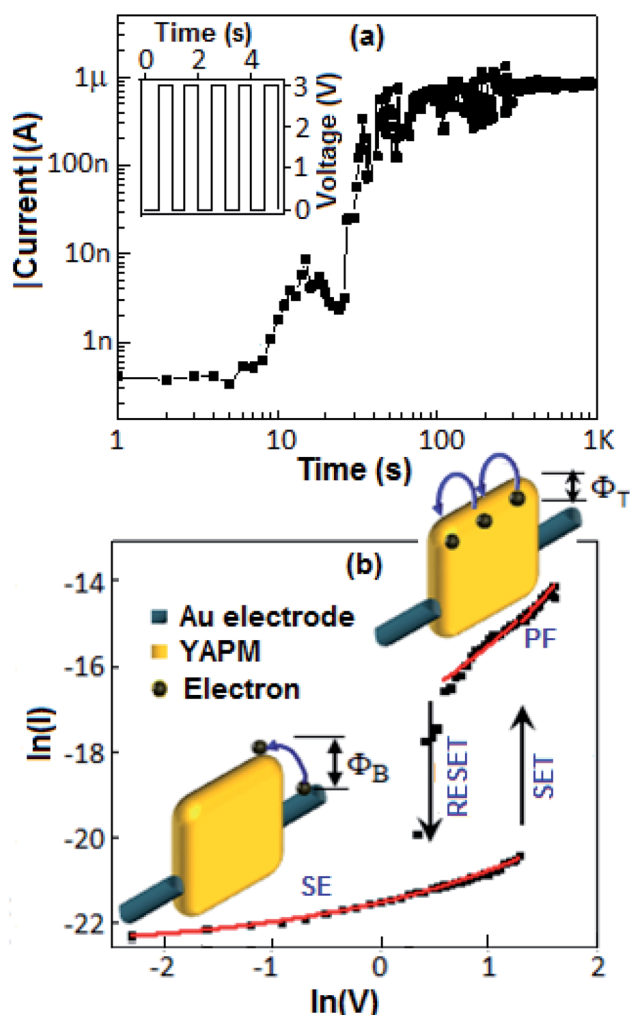 (a)
Time (s)
0 2 4
3
2
1
0
Voltage (V)
1µ
100n
10n
1n
|Current|(A)
1 10 100 1K
Time (s)
(b)
Φ_T
-14
-16
-18
-20
-22
ln(I)
Au electrode
YAPM
Electron
PF
Φ_B
RESET
SET
SE
-2 -1 0 1 2
ln(V)